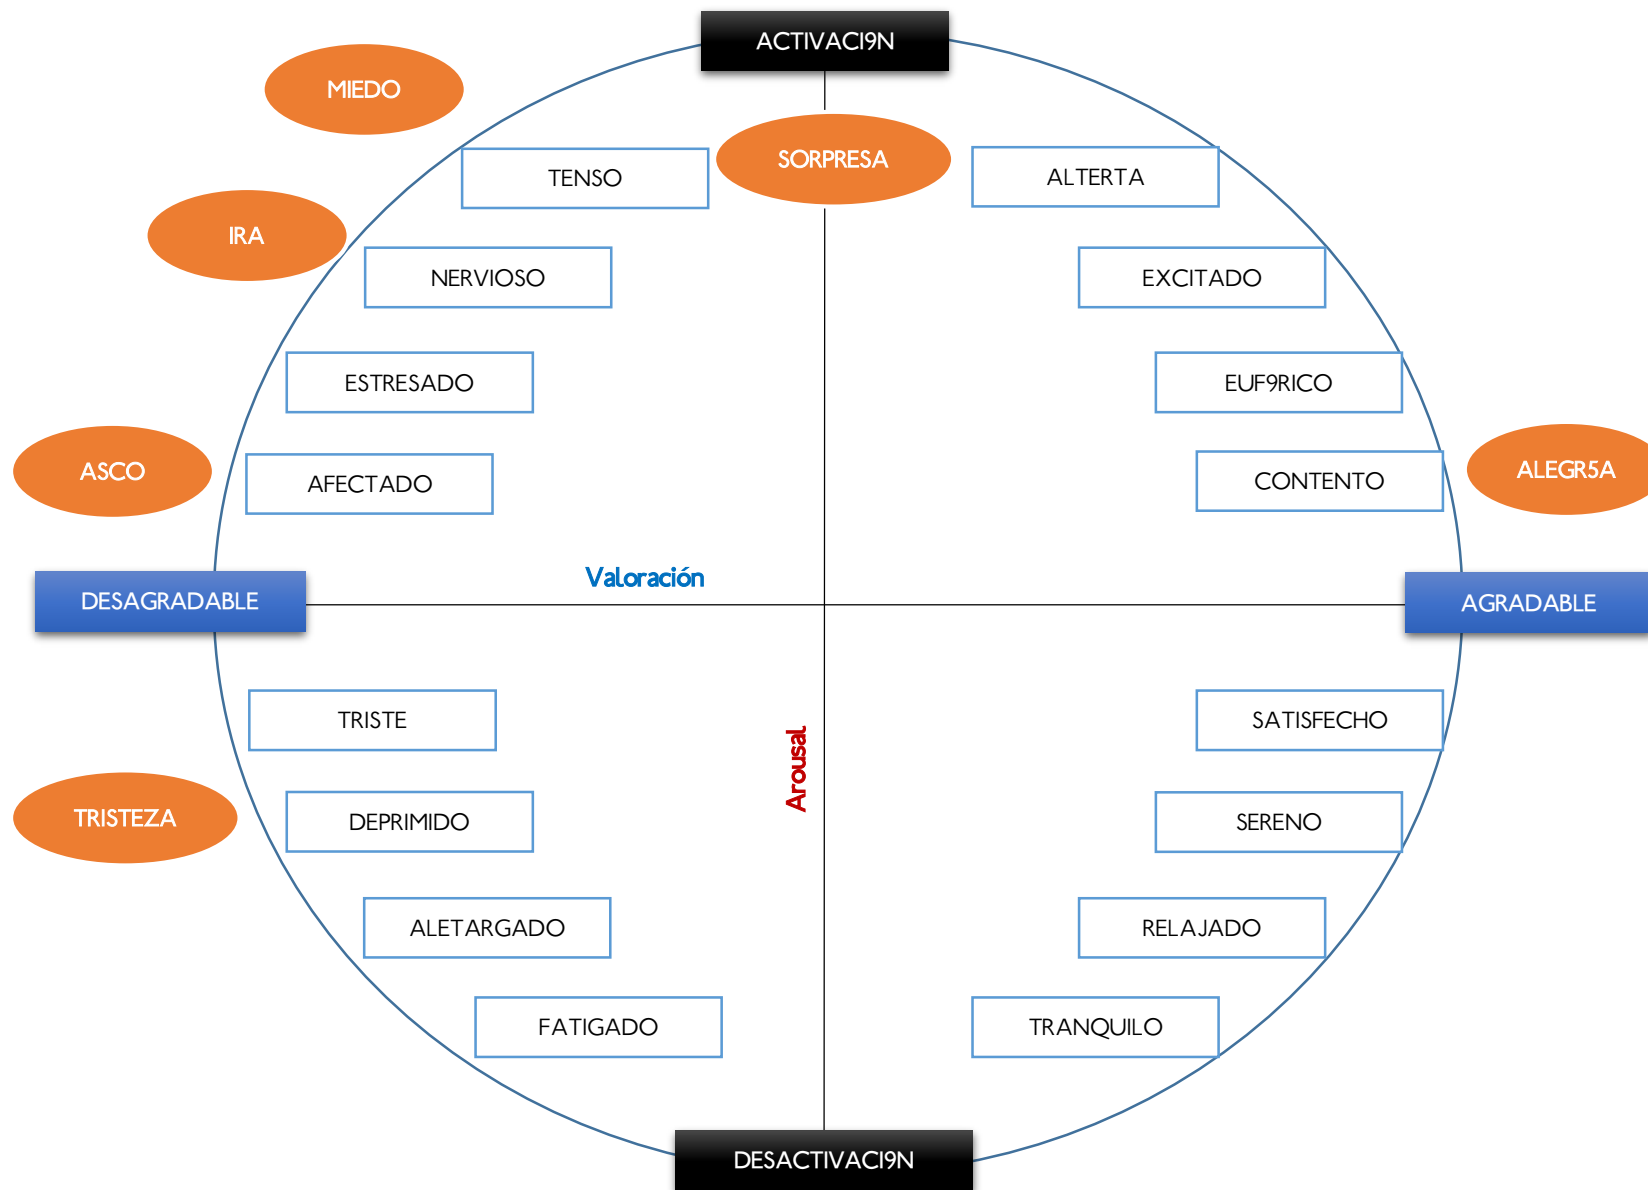 ACTIVACI9N
MIEDO
SORPRESA
TENSO
ALTERTA
IRA
NERVIOSO
EXCITADO
ESTRESADO
EUF9RICO
ASCO
AFECTADO
CONTENTO
ALEGR5A
Valoración
DESAGRADABLE
AGRADABLE
TRISTE
SATISFECHO
Arousal
TRISTEZA
DEPRIMIDO
SERENO
ALETARGADO
RELAJADO
FATIGADO
TRANQUILO
DESACTIVACI9N